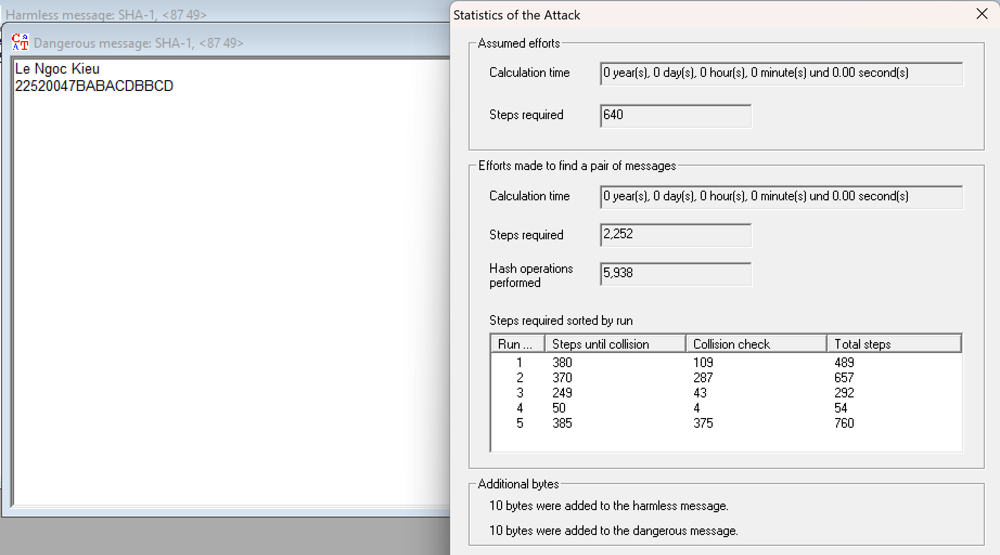 Harmless message: SHA-1, <87 49>
Dangerous message: SHA-1, <87 49>
Le Ngoc Kieu
22520047BABACDBBCD
Statistics of the Attack
Assumed efforts
Calculation time 0 year(s), 0 day(s), 0 hour(s), 0 minute(s) und 0.00 second(s)
Steps required 640
Efforts made to find a pair of messages
Calculation time 0 year(s), 0 day(s), 0 hour(s), 0 minute(s) und 0.00 second(s)
Steps required 2,252
Hash operations
performed 5,938
Steps required sorted by run
Run ... Steps until collision Collision check Total steps
1 380 109 489
2 370 287 657
3 249 43 292
4 50 4 54
5 385 375 760
Additional bytes
10 bytes were added to the harmless message.
10 bytes were added to the dangerous message.